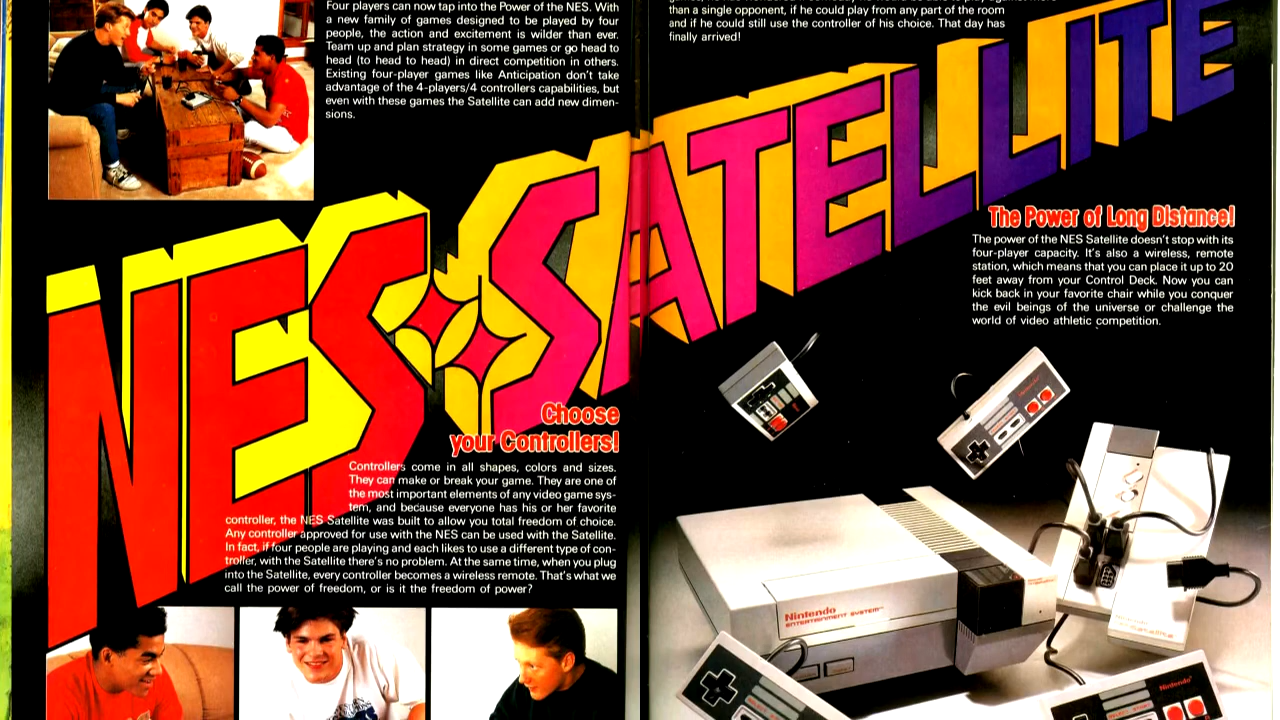 Four players can now tap into the Power of the NES. With
a new family of games designed to be played by four
people, the action and excitement is wilder than ever.
Team up and plan strategy in some games or go head to
head (to head to head) in direct competition in others.
Existing four-player games like Anticipation don't take
advantage of the 4-players/4 controllers capabilities, but
even with these games the Satellite can add new dimen-
sions.
than a single opponent, if he could play from any part of the room
and if he could still use the controller of his choice. That day has
finally arrived!
NES SATELLITE
The Power of Long Distance!
The power of the NES Satellite doesn't stop with its
four-player capacity. It's also a wireless, remote
station, which means that you can place it up to 20
feet away from your Control Deck. Now you can
kick back in your favorite chair while you conquer
the evil beings of the universe or challenge the
world of video athletic competition.
Choose
your Controllers!
Controllers come in all shapes, colors and sizes.
They can make or break your game. They are one of
the most important elements of any video game sys-
tem, and because everyone has his or her favorite
controller, the NES Satellite was built to allow you total freedom of choice.
Any controller approved for use with the NES can be used with the Satellite.
In fact, if four people are playing and each likes to use a different type of con-
troller, with the Satellite there's no problem. At the same time, when you plug
into the Satellite, every controller becomes a wireless remote. That's what we
call the power of freedom, or is it the freedom of power?
Nintendo
ENTERTAINMENT SYSTEM
Nintendo